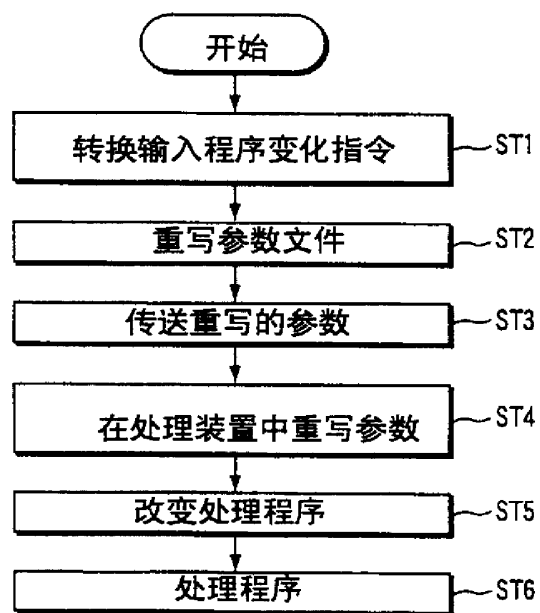 开始
转换输入程序变化指令 ST1
重写参数文件 ST2
传送重写的参数 ST3
在处理装置中重写参数 ST4
改变处理程序 ST5
处理程序 ST6